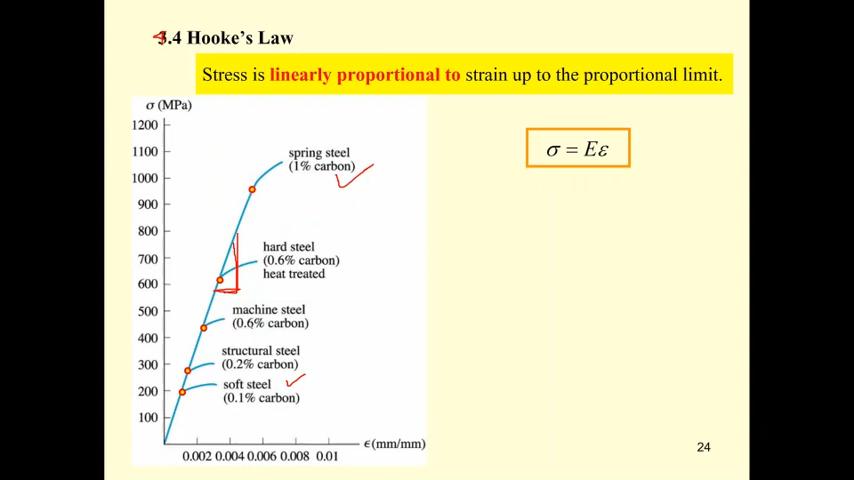 4.4 Hooke's Law
Stress is linearly proportional to strain up to the proportional limit.
σ (MPa)
1200
1100
1000
900
800
700
600
500
400
300
200
100
spring steel
(1% carbon)
hard steel
(0.6% carbon)
heat treated
machine steel
(0.6% carbon)
structural steel
(0.2% carbon)
soft steel
(0.1% carbon)
ϵ(mm/mm)
0.002 0.004 0.006 0.008 0.01
σ = Eε
24